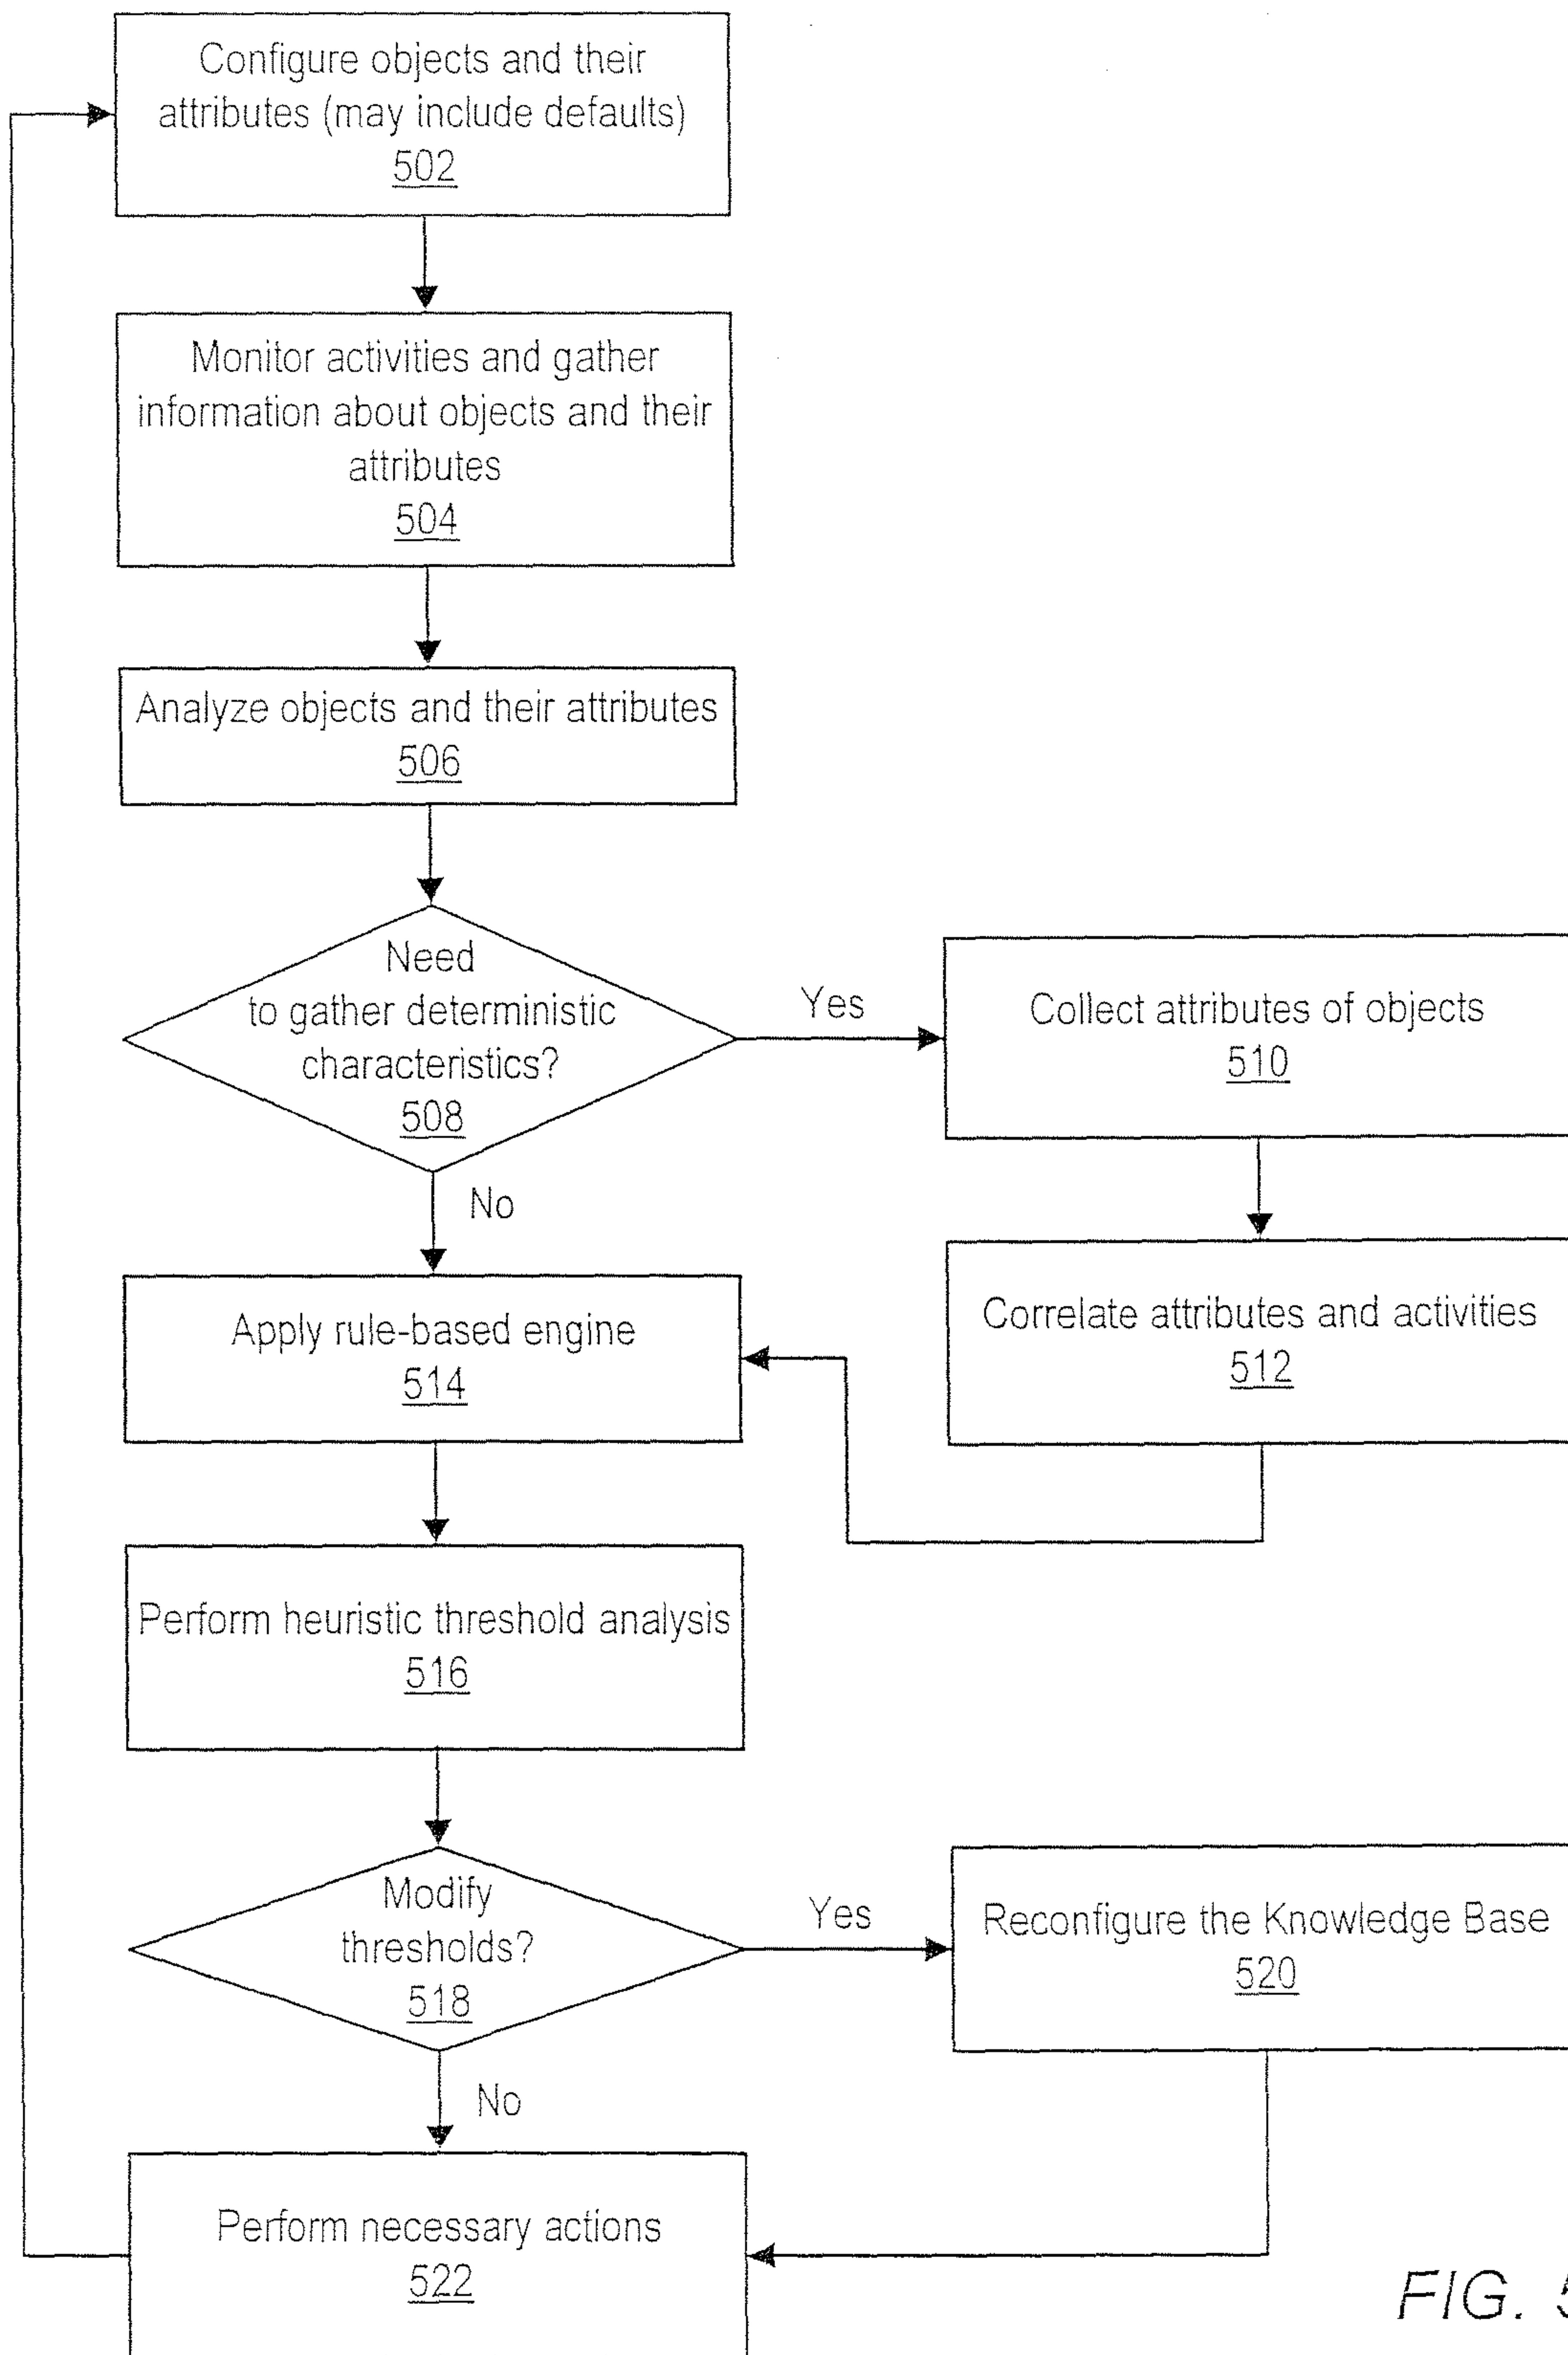 Configure objects and their
attributes (may include defaults)
502
Monitor activities and gather
information about objects and their
attributes
504
Analyze objects and their attributes
506
Need
to gather deterministic
characteristics?
508
Yes
Collect attributes of objects
510
No
Correlate attributes and activities
512
Apply rule-based engine
514
Perform heuristic threshold analysis
516
Modify
thresholds?
518
Yes
Reconfigure the Knowledge Base
520
No
Perform necessary actions
522
FIG. 5